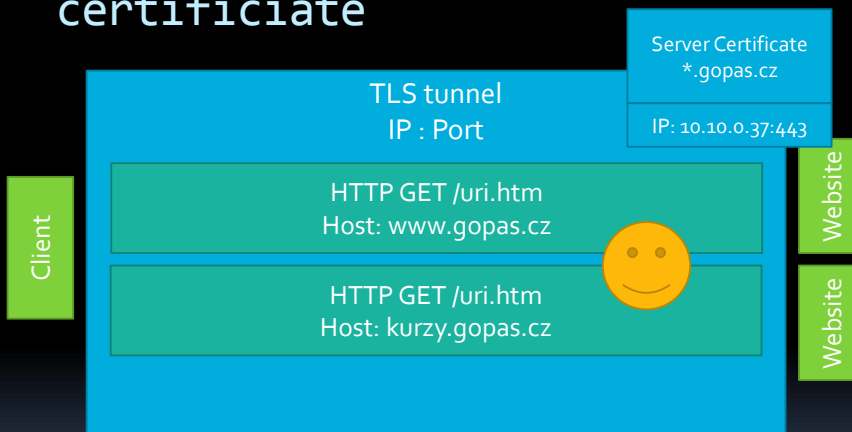 certificiate
Server Certificate
*.gopas.cz
IP: 10.10.0.37:443
TLS tunnel
IP : Port
HTTP GET /uri.htm
Host: www.gopas.cz
HTTP GET /uri.htm
Host: kurzy.gopas.cz
Client
Website
Website